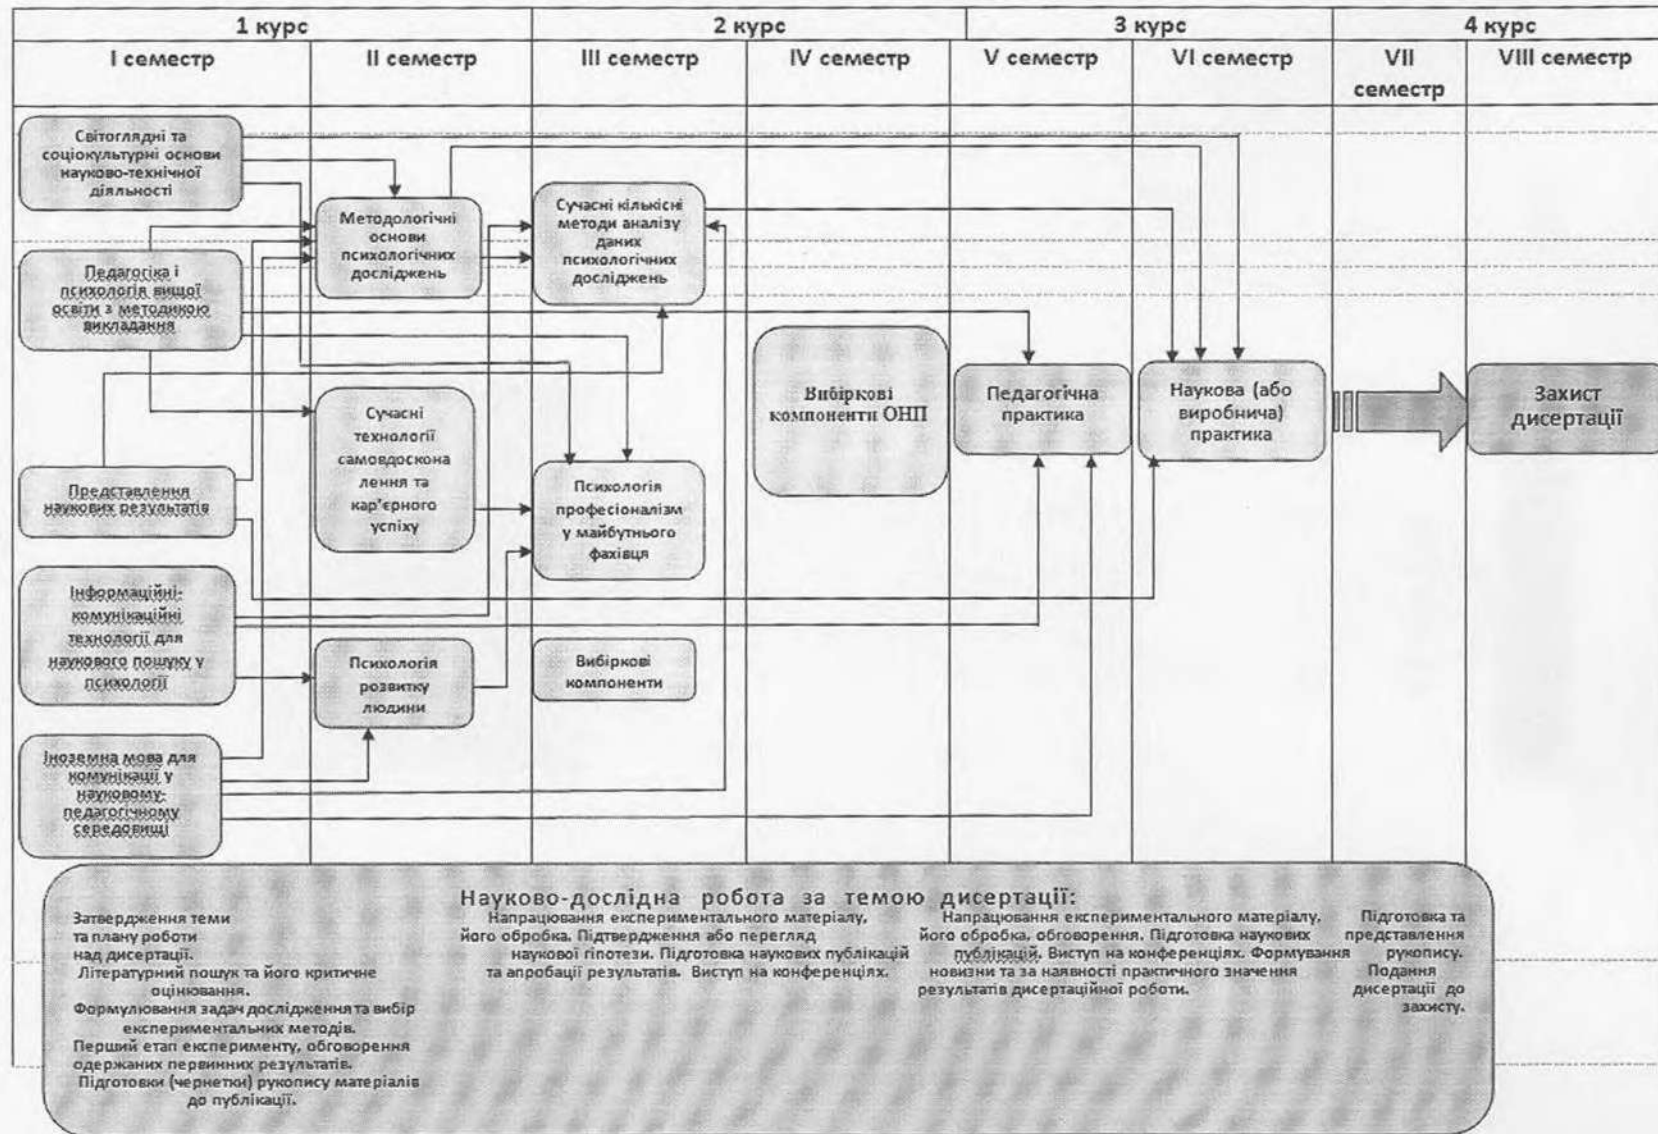 1 курс
2 курс
3 курс
4 курс
I семестр
II семестр
III семестр
IV семестр
V семестр
VI семестр
VII
семестр
VIII семестр
Світоглядні та
соціокультурні основи
науково-технічної
діяльності
Педагогіка і
психологія вищої
освіти з методикою
викладання
Представлення
наукових результатів
Інформаційні-
комунікаційні
технології для
наукового пошуку у
психології
Іноземна мова для
комунікації у
науковому-
педагогічному
середовищі
Методологічні
основи
психологічних
досліджень
Сучасні
технології
самовдоскона
лення та
кар'єрного
успіху
Психологія
розвитку
людини
Сучасні кількісні
методи аналізу
даних
психологічних
досліджень
Психологія
професіоналізм
у майбутнього
фахівця
Вибіркові
компоненти
Вибіркові
компоненти ОНП
Педагогічна
практика
Наукова (або
виробнича)
практика
Захист
дисертації
Науково-дослідна робота за темою дисертації:
Затвердження теми
та плану роботи
над дисертації.
Літературний пошук та його критичне
оцінювання.
Формулювання задач дослідження та вибір
експериментальних методів.
Перший етап експерименту, обговорення
одержаних первинних результатів.
Підготовки (чернетки) рукопису матеріалів
до публікації.
Напрацювання експериментального матеріалу,
його обробка. Підтвердження або перегляд
наукової гіпотези. Підготовка наукових публікацій
та апробації результатів. Виступ на конференціях.
Напрацювання експериментального матеріалу,
його обробка, обговорення. Підготовка наукових
публікацій. Виступ на конференціях. Формування
новизни та за наявності практичного значення
результатів дисертаційної роботи.
Підготовка та
представлення
рукопису.
Подання
дисертації до
захисту.